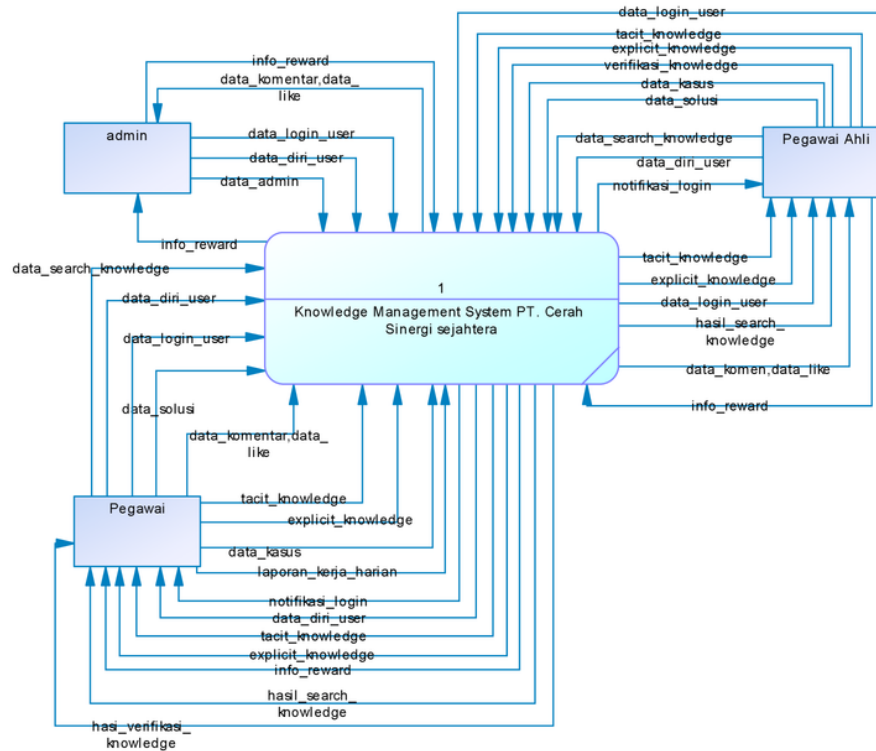 data_login_user
tacit_knowledge
explicit_knowledge
verifikasi_knowledge
data_kasus
data_solusi
info_reward
data_komentar,data_
like
admin
data_login_user
data_diri_user
data_admin
data_search_knowledge
data_diri_user
notifikasi_login
Pegawai Ahli
info_reward
data_search_knowledge
data_diri_user
data_login_user
data_solusi
1
Knowledge Management System PT. Cerah
Sinergi sejahtera
tacit_knowledge
explicit_knowledge
data_login_user
hasil_search_
knowledge
data_komen,data_like
info_reward
data_komentar,data_
like
Pegawai
tacit_knowledge
explicit_knowledge
data_kasus
laporan_kerja_harian
notifikasi_login
data_diri_user
tacit_knowledge
explicit_knowledge
info_reward
hasil_search_
knowledge
hasi_verifikasi_
knowledge